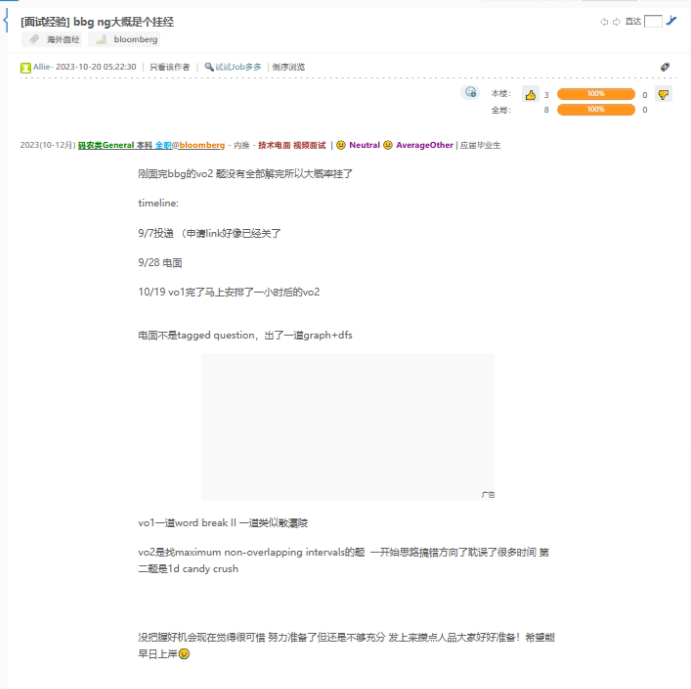 [面试经验] bbg ng大概是个挂经
直达
海外面经 bloomberg
Allie- 2023-10-20 05:22:30 | 只看该作者 | 试试Job多多 | 倒序浏览
本楼: 3 100% 0
全局: 8 100% 0
2023(10-12月) 码农类General 本科 全职@bloomberg - 内推 - 技术电面 视频面试 | Neutral AverageOther | 应届毕业生
刚面完bbg的vo2 题没有全部解完所以大概率挂了
timeline:
9/7投递 （申请link好像已经关了
9/28 电面
10/19 vo1完了马上安排了一小时后的vo2
电面不是tagged question，出了一道graph+dfs
广告
vo1一道word break II 一道类似
vo2是找maximum non-overlapping intervals的题 一开始思路搞错方向了耽误了很多时间 第
二题是1d candy crush
没把握好机会现在觉得很可惜 努力准备了但还是不够充分 发上来攒点人品大家好好准备！希望能
早日上岸